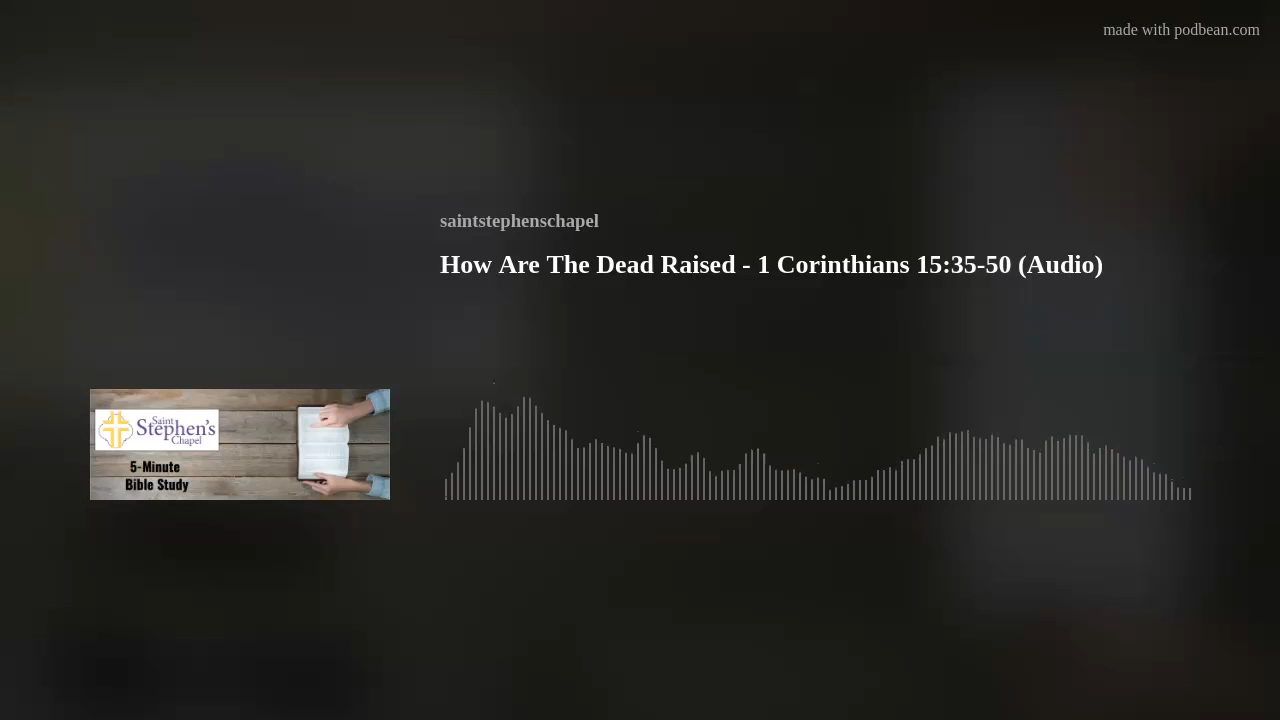 made with podbean.com
saintstephenschapel
How Are The Dead Raised - 1 Corinthians 15:35-50 (Audio)
Saint
Stephen's
Chapel
5-Minute
Bible Study